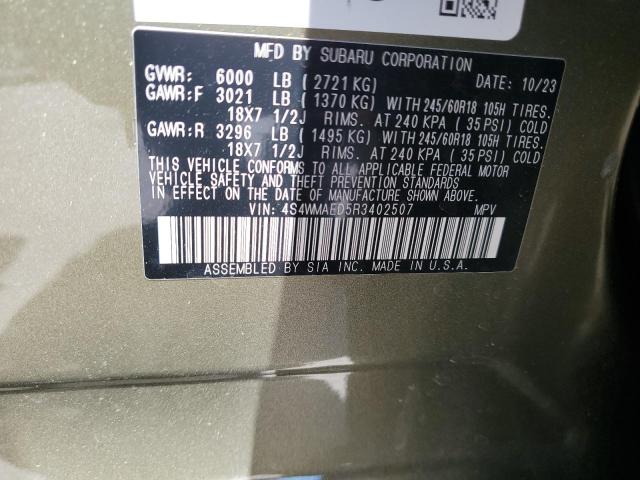 MFD BY SUBARU CORPORATION
GVWR: 6000 LB (2721 KG) DATE: 10/23
GAWR:F 3021 LB (1370 KG) WITH 245/60R18 105H TIRES,
18X7 1/2J RIMS, AT 240 KPA (35 PSI) COLD
GAWR:R 3296 LB (1495 KG) WITH 245/60R18 105H TIRES,
18X7 1/2J RIMS, AT 240 KPA (35 PSI) COLD
THIS VEHICLE CONFORMS TO ALL APPLICABLE FEDERAL MOTOR
VEHICLE SAFETY AND THEFT PREVENTION STANDARDS
IN EFFECT ON THE DATE OF MANUFACTURE SHOWN ABOVE.
VIN: 4S4WMAED5R3402507 MPV
ASSEMBLED BY SIA INC. MADE IN U.S.A.